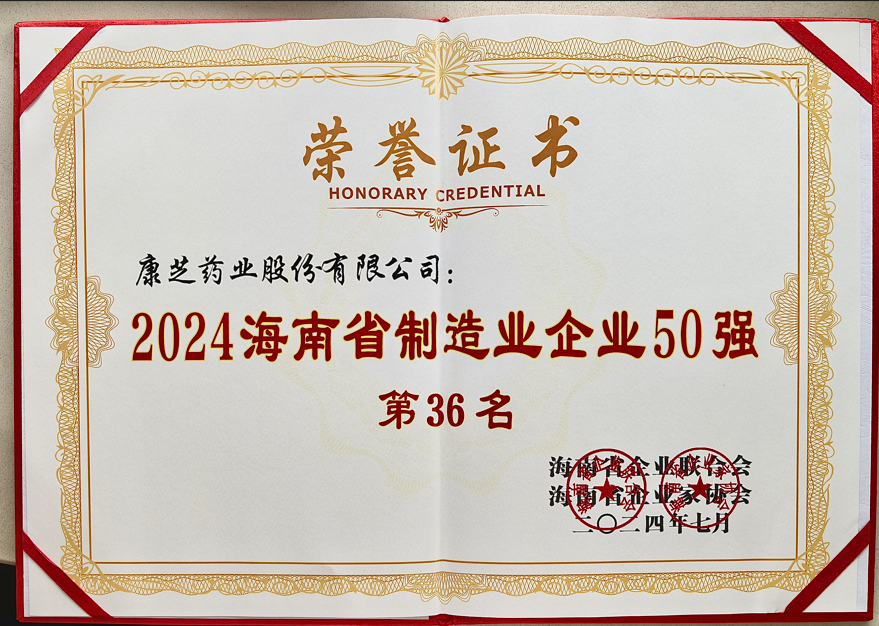 荣誉证书
HONORARY CREDENTIAL
康芝药业股份有限公司：
2024海南省制造业企业50强
第36名
海南省企业联合会
海南省企业家协会
二〇二四年七月